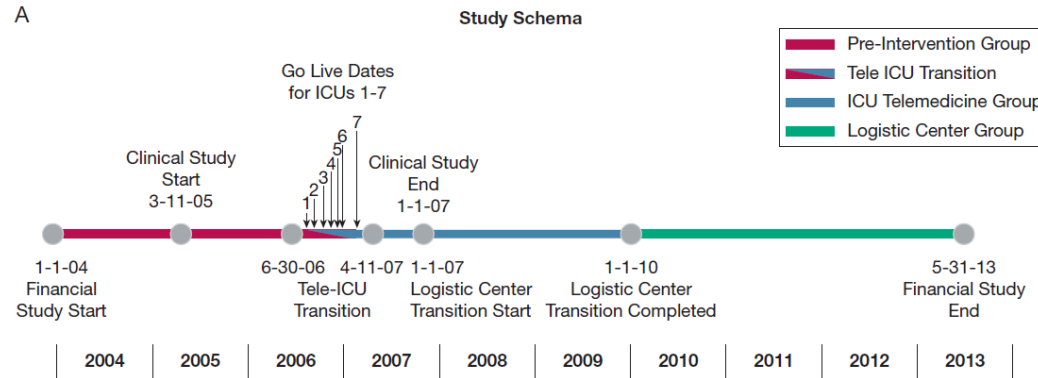 A
Study Schema
Pre-Intervention Group
Tele ICU Transition
ICU Telemedicine Group
Logistic Center Group
Go Live Dates
for ICUs 1-7
1
2
3
4
5
6
7
Clinical Study
Start
3-11-05
Clinical Study
End
1-1-07
1-1-04
Financial
Study Start
6-30-06
Tele-ICU
Transition
4-11-07
1-1-07
Logistic Center
Transition Start
1-1-10
Logistic Center
Transition Completed
5-31-13
Financial Study
End
2004 2005 2006 2007 2008 2009 2010 2011 2012 2013